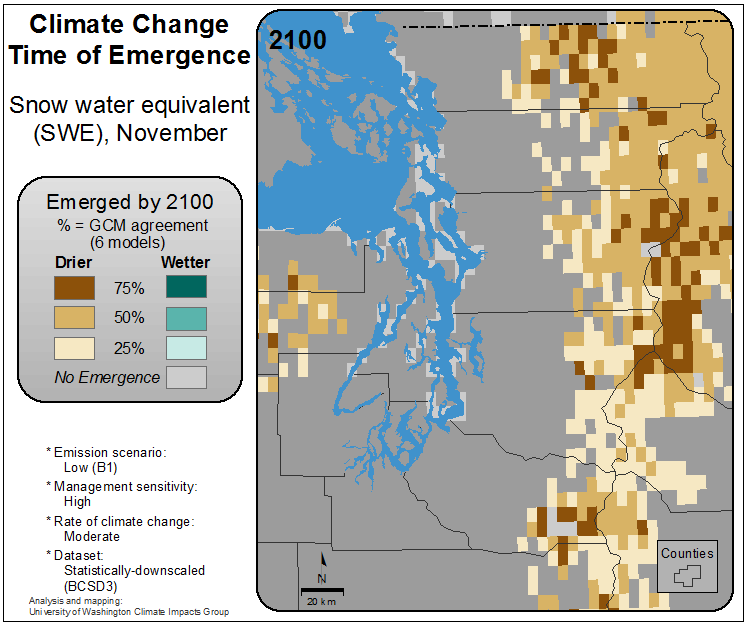 Climate Change
Time of Emergence
Snow water equivalent
(SWE), November
Emerged by 2100
% = GCM agreement
(6 models)
Drier Wetter
75%
50%
25%
No Emergence
* Emission scenario:
Low (B1)
* Management sensitivity:
High
* Rate of climate change:
Moderate
* Dataset:
Statistically-downscaled
(BCSD3)
Analysis and mapping:
University of Washington Climate Impacts Group
2100
N
20 km
Counties